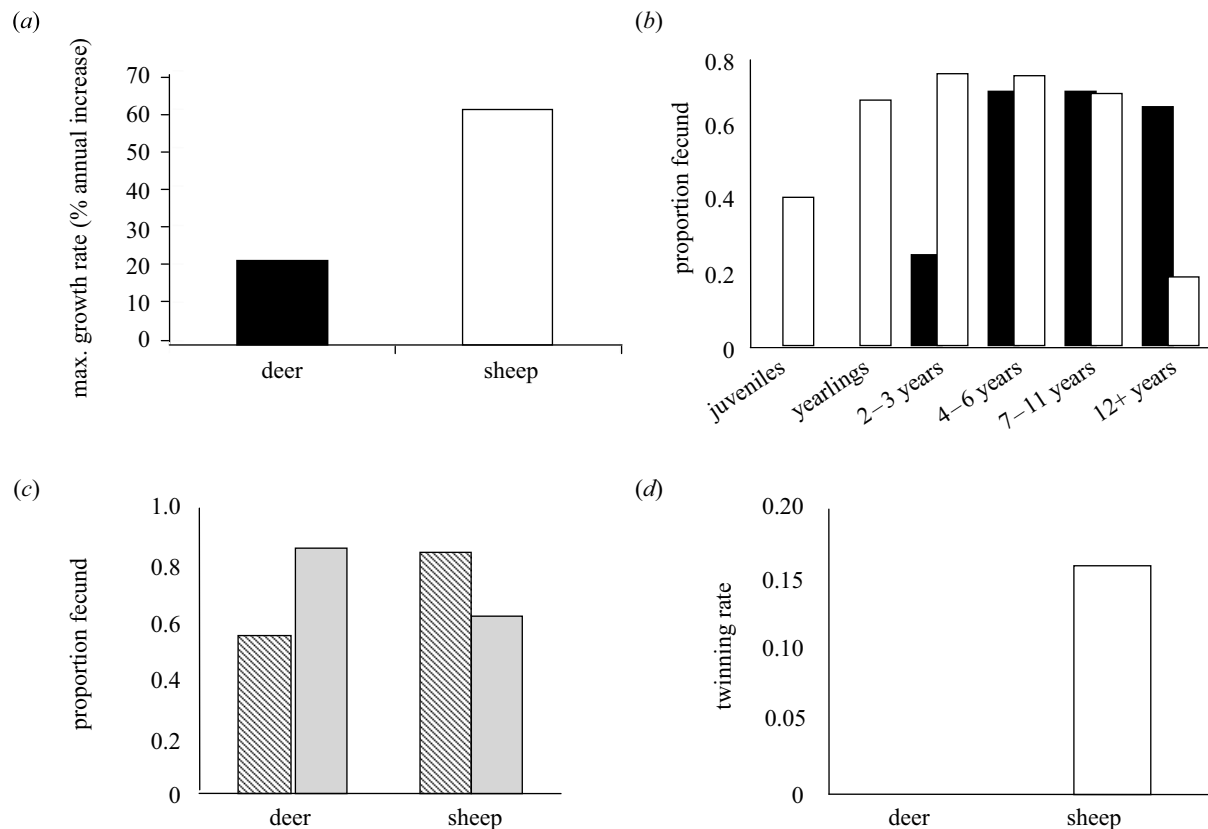 (a)
max. growth rate (% annual increase)
70
60
50
40
30
20
10
0
deer sheep
(b)
proportion fecund
0.8
0.6
0.4
0.2
0
juveniles
yearlings
2–3 years
4–6 years
7–11 years
12+ years
(c)
proportion fecund
1.0
0.8
0.6
0.4
0.2
0
deer sheep
(d)
twinning rate
0.20
0.15
0.10
0.05
0
deer sheep